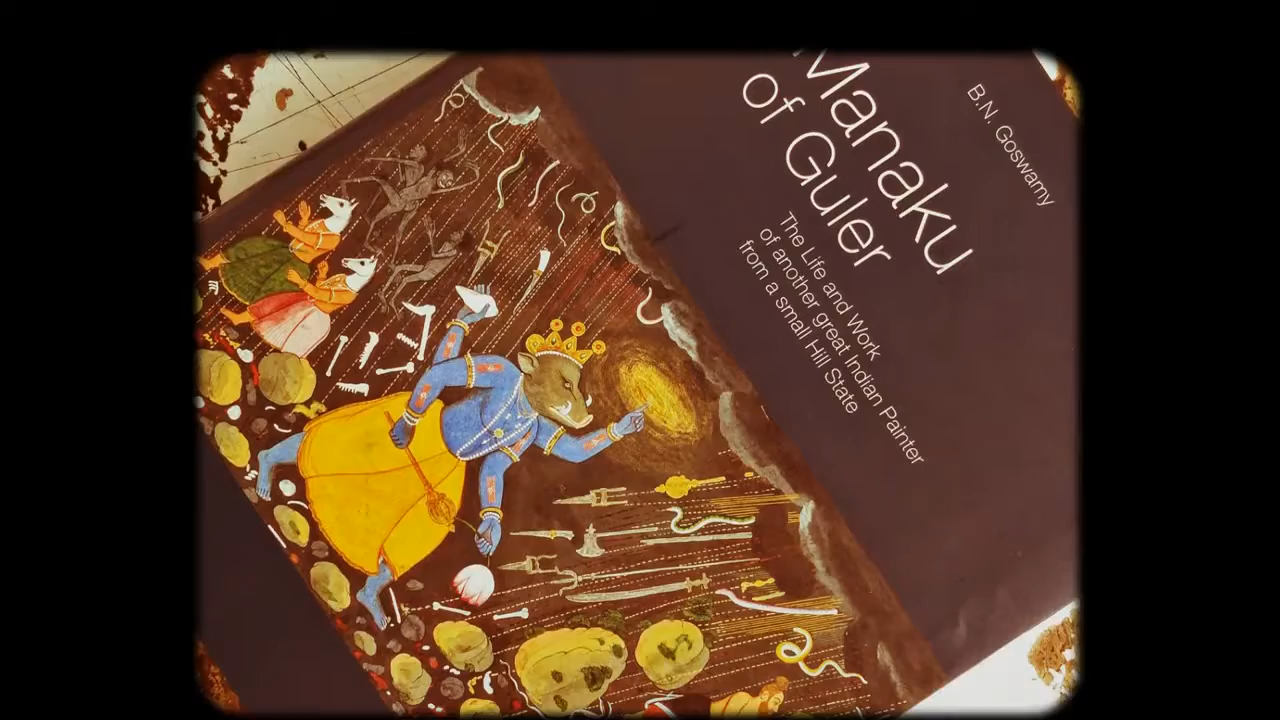 B.N. Goswamy
Manaku
of Guler
The Life and Work
of another great Indian Painter
from a small Hill State